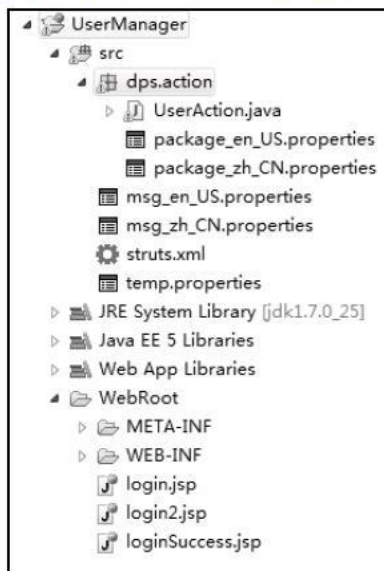 UserManager
src
dps.action
UserAction.java
package_en_US.properties
package_zh_CN.properties
msg_en_US.properties
msg_zh_CN.properties
struts.xml
temp.properties
JRE System Library [jdk1.7.0_25]
Java EE 5 Libraries
Web App Libraries
WebRoot
META-INF
WEB-INF
login.jsp
login2.jsp
loginSuccess.jsp